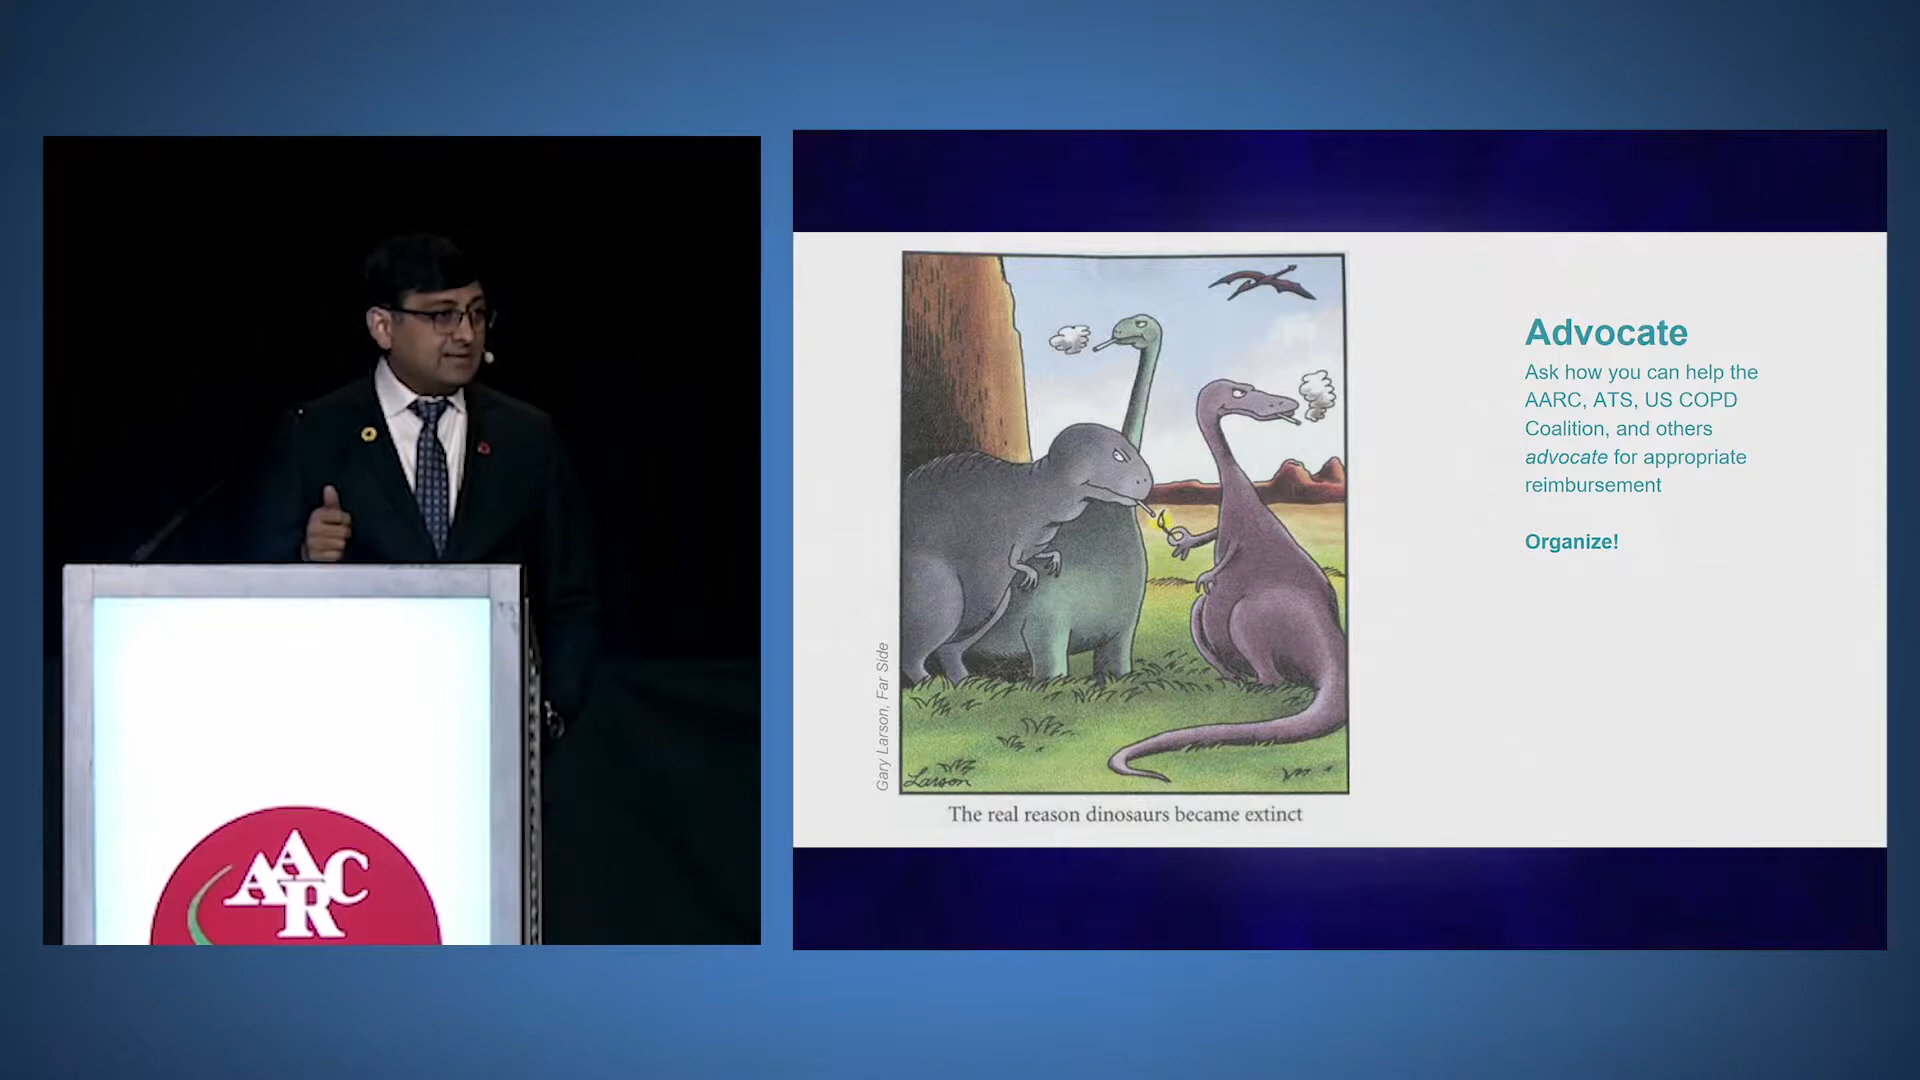 AARC
Gary Larson, Far Side
Larson
The real reason dinosaurs became extinct
Advocate
Ask how you can help the
AARC, ATS, US COPD
Coalition, and others
advocate for appropriate
reimbursement
Organize!